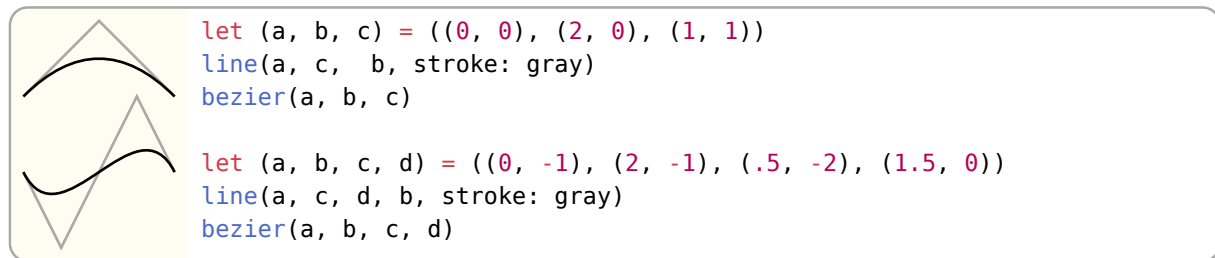 let (a, b, c) = ((0, 0), (2, 0), (1, 1))
line(a, c,  b, stroke: gray)
bezier(a, b, c)

let (a, b, c, d) = ((0, -1), (2, -1), (.5, -2), (1.5, 0))
line(a, c, d, b, stroke: gray)
bezier(a, b, c, d)